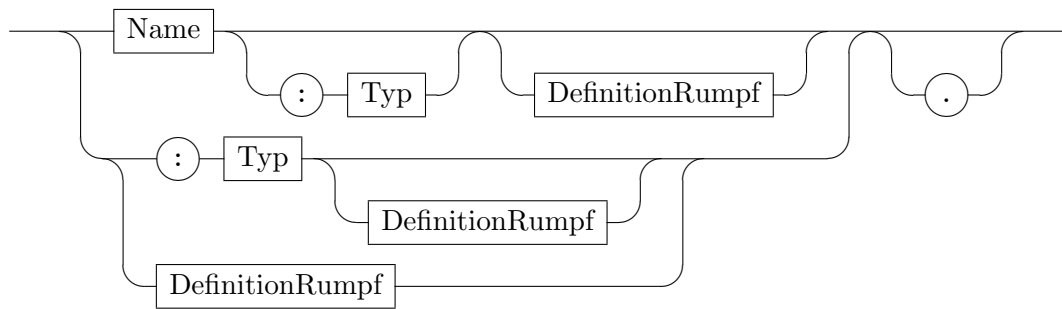 Name
: Typ DefinitionRumpf .
: Typ
DefinitionRumpf
DefinitionRumpf